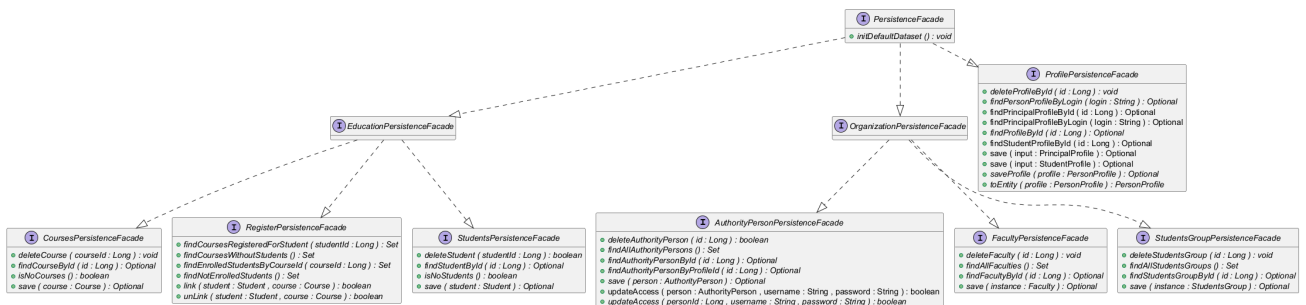 I PersistenceFacade
initDefaultDataset () : void
I ProfilePersistenceFacade
deleteProfileById ( id : Long ) : void
findPersonProfileByLogin ( login : String ) : Optional
findPrincipalProfileById ( id : Long ) : Optional
findPrincipalProfileByLogin ( login : String ) : Optional
findProfileById ( id : Long ) : Optional
findStudentProfileById ( id : Long ) : Optional
save ( input : PrincipalProfile ) : Optional
save ( input : StudentProfile ) : Optional
saveProfile ( profile : PersonProfile ) : Optional
toEntity ( profile : PersonProfile ) : PersonProfile
I EducationPersistenceFacade
I OrganizationPersistenceFacade
I CoursesPersistenceFacade
deleteCourse ( courseId : Long ) : void
findCourseById ( id : Long ) : Optional
isNoCourses () : boolean
save ( course : Course ) : Optional
I RegisterPersistenceFacade
findCoursesRegisteredForStudent ( studentId : Long ) : Set
findCoursesWithoutStudents () : Set
findEnrolledStudentsByCourseId ( courseId : Long ) : Set
findNotEnrolledStudents () : Set
link ( student : Student , course : Course ) : boolean
unLink ( student : Student , course : Course ) : boolean
I StudentsPersistenceFacade
deleteStudent ( studentId : Long ) : boolean
findStudentById ( id : Long ) : Optional
isNoStudents () : boolean
save ( student : Student ) : Optional
I AuthorityPersonPersistenceFacade
deleteAuthorityPerson ( id : Long ) : boolean
findAllAuthorityPersons () : Set
findAuthorityPersonById ( id : Long ) : Optional
findAuthorityPersonByProfileId ( id : Long ) : Optional
save ( person : AuthorityPerson ) : Optional
updateAccess ( person : AuthorityPerson , username : String , password : String ) : boolean
updateAccess ( personId : Long , username : String , password : String ) : boolean
I FacultyPersistenceFacade
deleteFaculty ( id : Long ) : void
findAllFaculties () : Set
findFacultyById ( id : Long ) : Optional
save ( instance : Faculty ) : Optional
I StudentsGroupPersistenceFacade
deleteStudentsGroup ( id : Long ) : void
findAllStudentsGroups () : Set
findStudentsGroupById ( id : Long ) : Optional
save ( instance : StudentsGroup ) : Optional